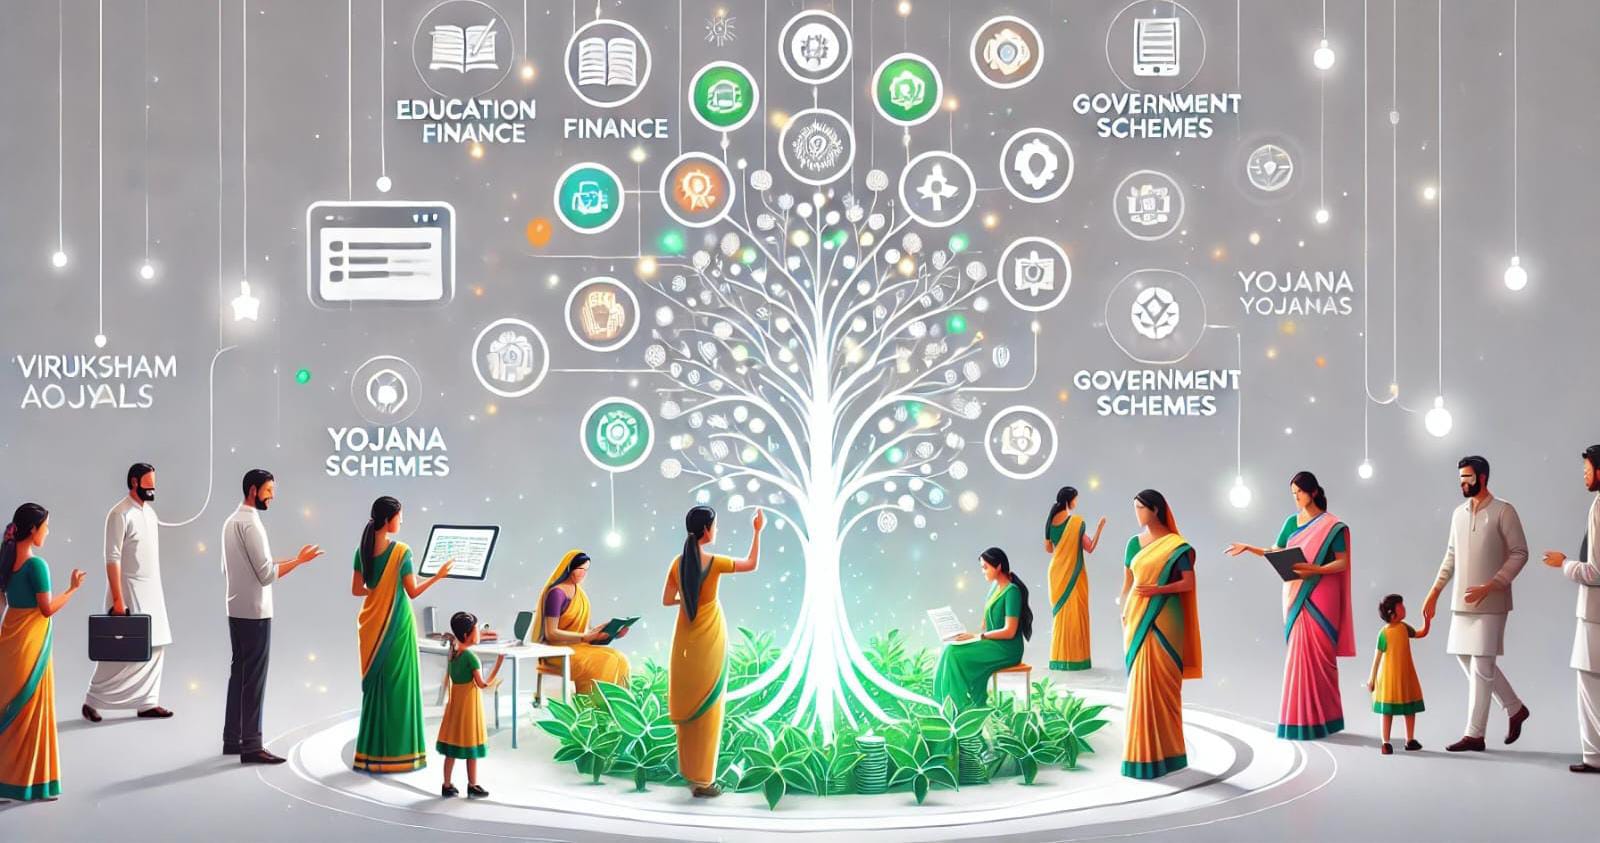 EDUCATION
FINANCE
FINANCE
GOVERNMENT
SCHEMES
YOJANA
YOJANAS
'VIRUKSHAM
AOJYALS
GOVERNMENT
SCHEMES
YOJANA
SCHEMES